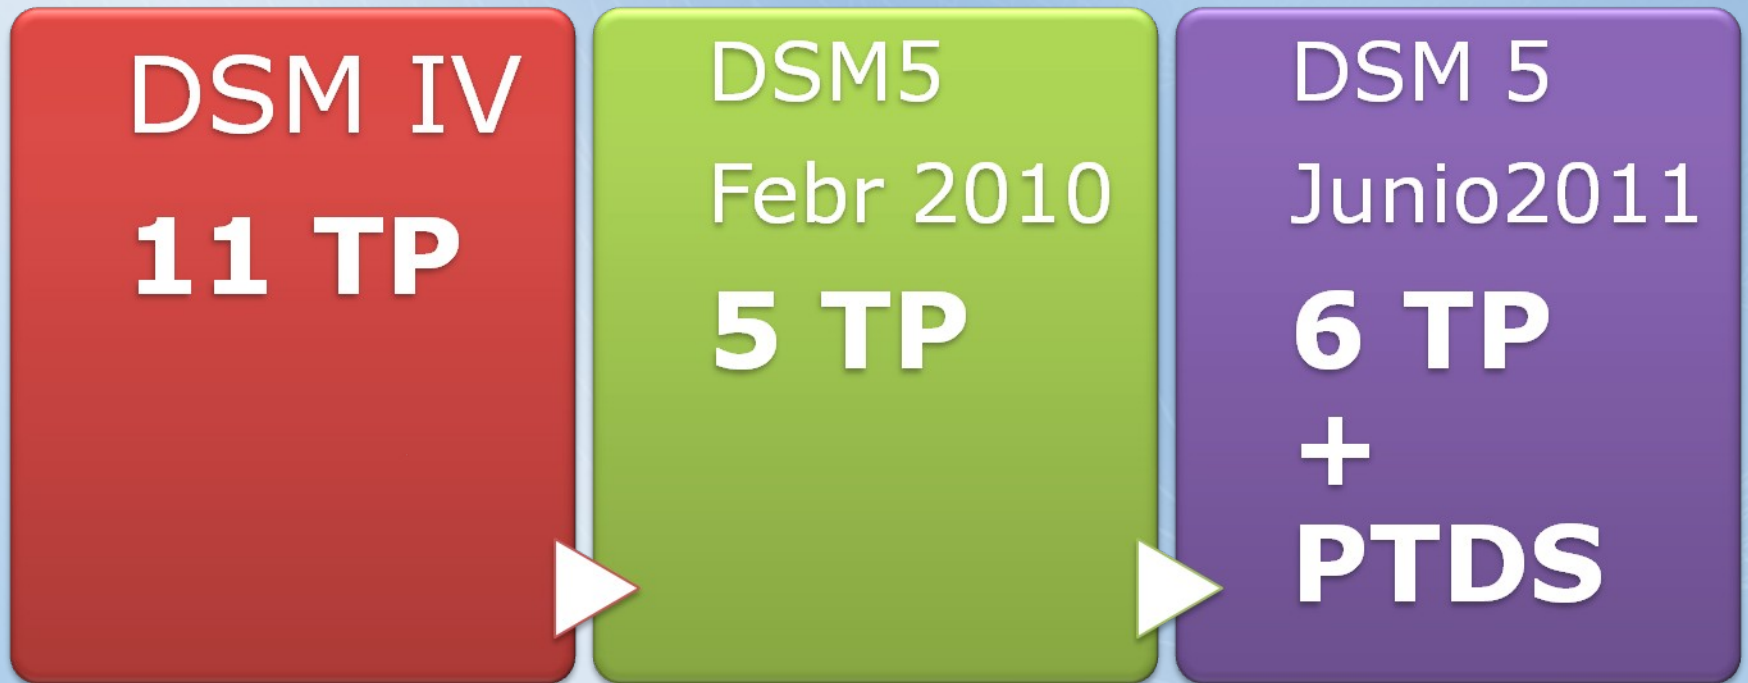 DSM IV
11 TP
DSM5
Febr 2010
5 TP
DSM 5
Junio2011
6 TP
+
PTDS